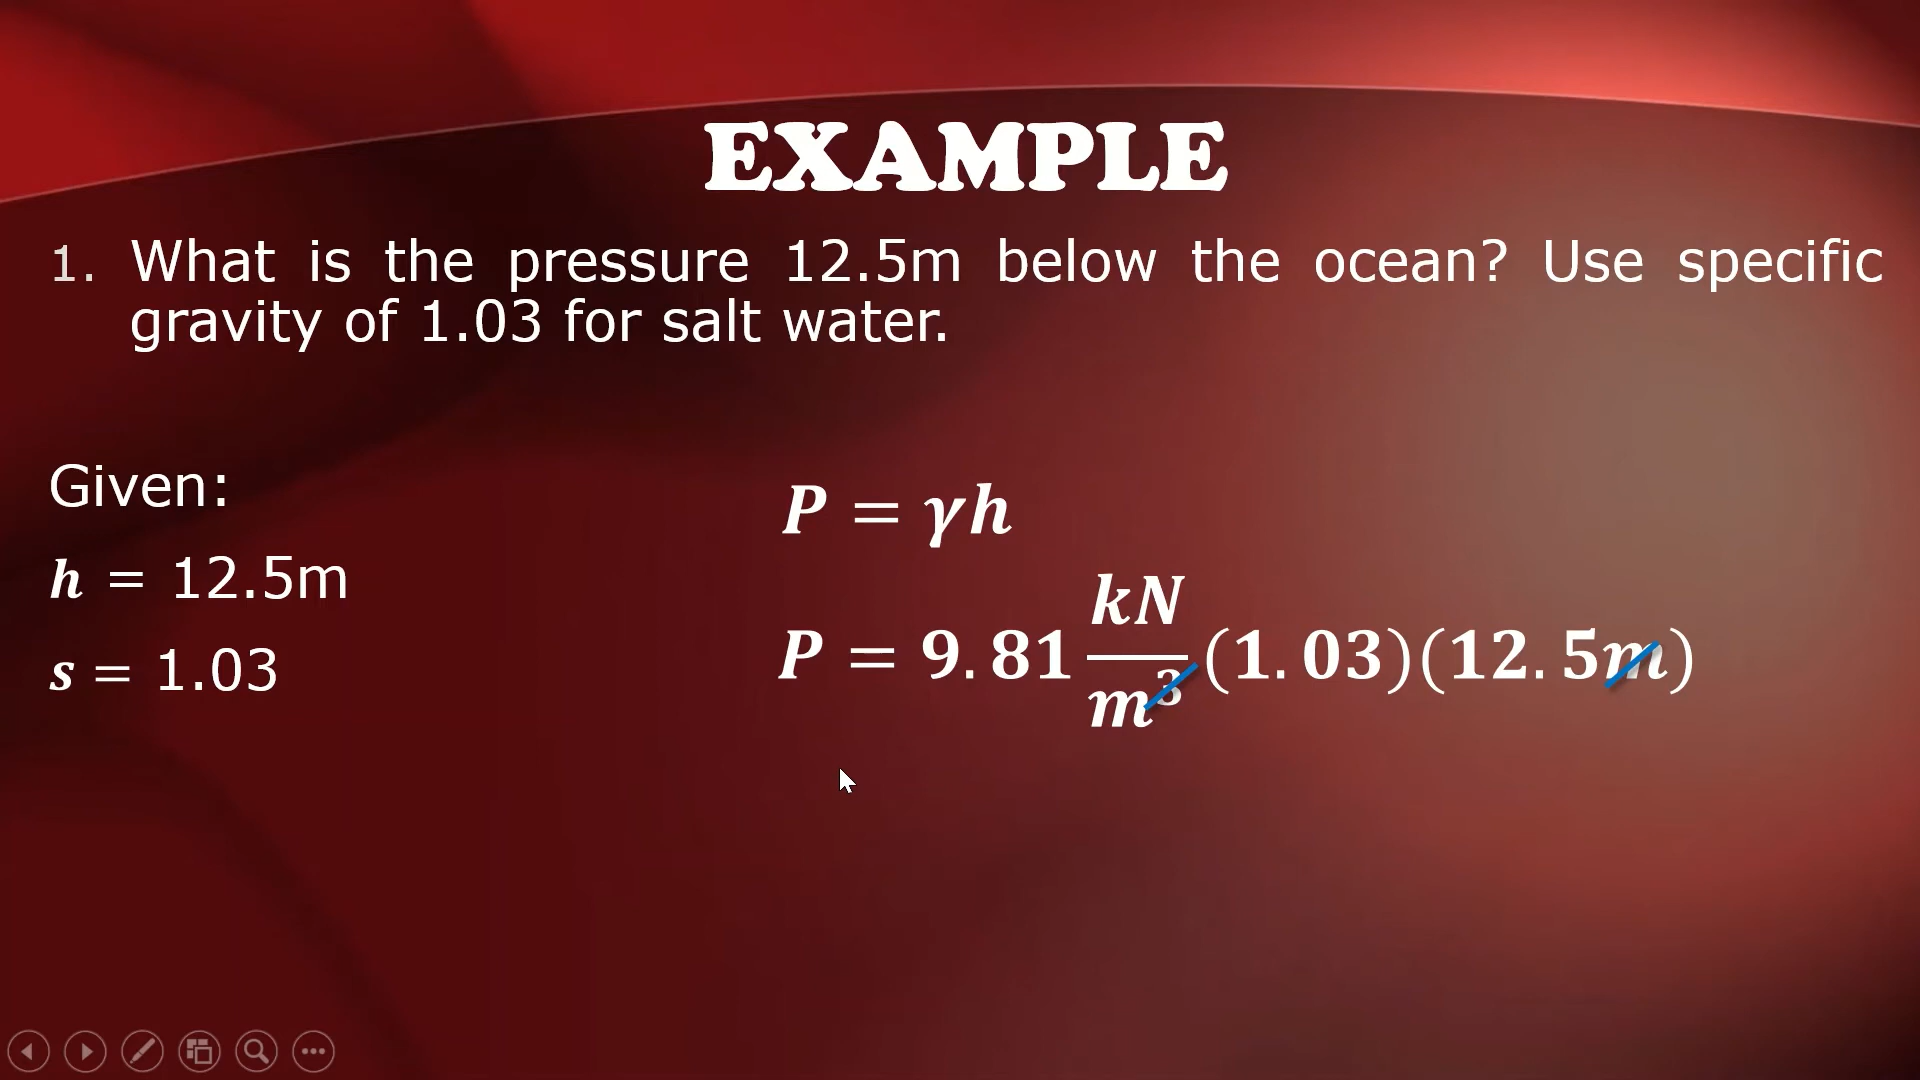 EXAMPLE
1. What is the pressure 12.5m below the ocean? Use specific
gravity of 1.03 for salt water.
Given:
h = 12.5m
s = 1.03
P = γh
P = 9.81 kN/m³ (1.03)(12.5m)